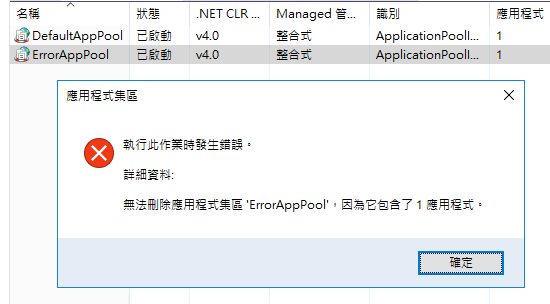 名稱 狀態 .NET CLR ... Managed 管... 識別 應用程式
DefaultAppPool 已啟動 v4.0 整合式 ApplicationPoolI... 1
ErrorAppPool 已啟動 v4.0 整合式 ApplicationPoolI... 1
應用程式集區
執行此作業時發生錯誤。
詳細資料:
無法刪除應用程式集區 'ErrorAppPool'，因為它包含了 1 應用程式。
確定